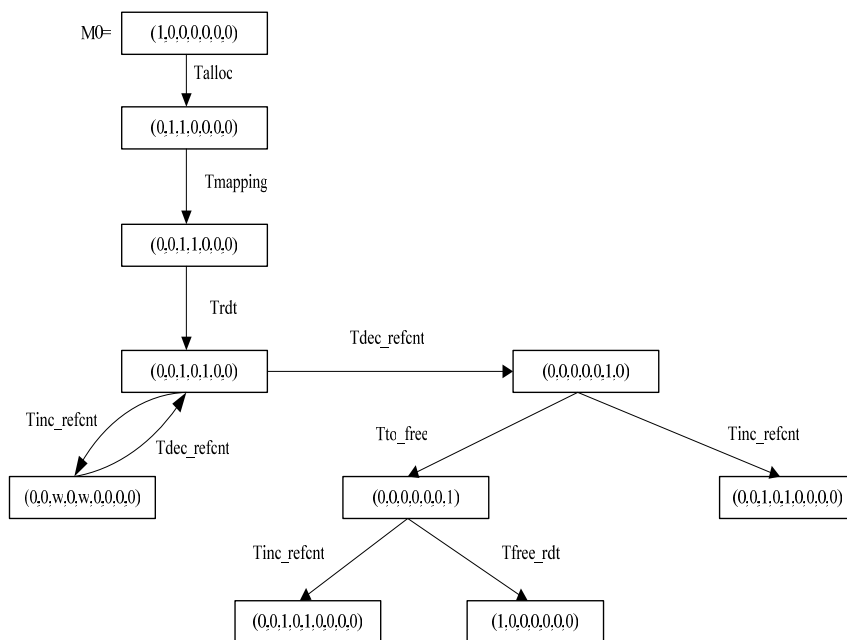 M0= (1,0,0,0,0,0,0)
Talloc
(0,1,1,0,0,0,0)
Tmapping
(0,0,1,1,0,0,0)
Trdt
Tdec_refcnt
(0,0,1,0,1,0,0) (0,0,0,0,0,1,0)
Tinc_refcnt Tto_free Tinc_refcnt
Tdec_refcnt
(0,0,w,0,w,0,0,0,0) (0,0,0,0,0,0,1) (0,0,1,0,1,0,0,0,0)
Tinc_refcnt Tfree_rdt
(0,0,1,0,1,0,0,0,0) (1,0,0,0,0,0,0)